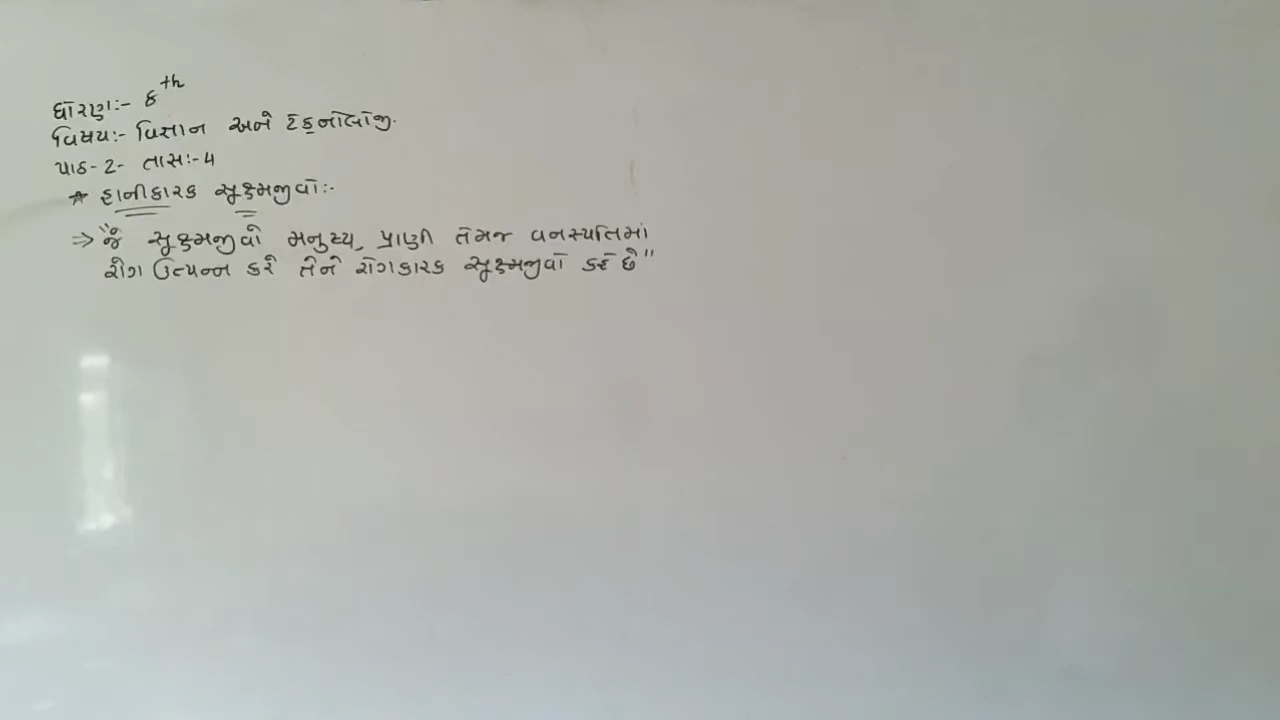 ધોરણઃ- 8th
વિષયઃ- વિજ્ઞાન અને ટેકનોલોજી.
પાઠ-2- તાસઃ-4
* હાનીકારક સૂક્ષ્મજીવોઃ-
⇒ "જે સૂક્ષ્મજીવો મનુષ્ય, પ્રાણી તેમજ વનસ્પતિમાં
રોગ ઉત્પન્ન કરે તેને રોગકારક સૂક્ષ્મજીવો કહે છે"